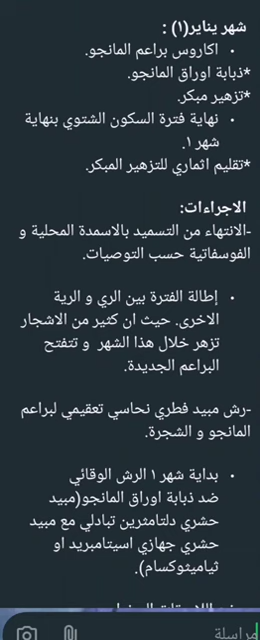 شهر يناير(١) :
• اكاروس براعم المانجو.
*ذبابة اوراق المانجو.
*تزهير مبكر.
• نهاية فترة السكون الشتوي بنهاية
شهر ١.
*تقليم اثماري للتزهير المبكر.
الاجراءات:
-الانتهاء من التسميد بالاسمدة المحلية و
الفوسفاتية حسب التوصيات.
• إطالة الفترة بين الري و الرية
الاخرى. حيث ان كثير من الاشجار
تزهر خلال هذا الشهر و تتفتح
البراعم الجديدة.
-رش مبيد فطري نحاسي تعقيمي لبراعم
المانجو و الشجرة.
• بداية شهر ١ الرش الوقائي
ضد ذبابة اوراق المانجو(مبيد
حشري دلتامثرين تبادلي مع مبيد
حشري جهازي اسيتامبريد او
ثياميثوكسام).
مراسلة